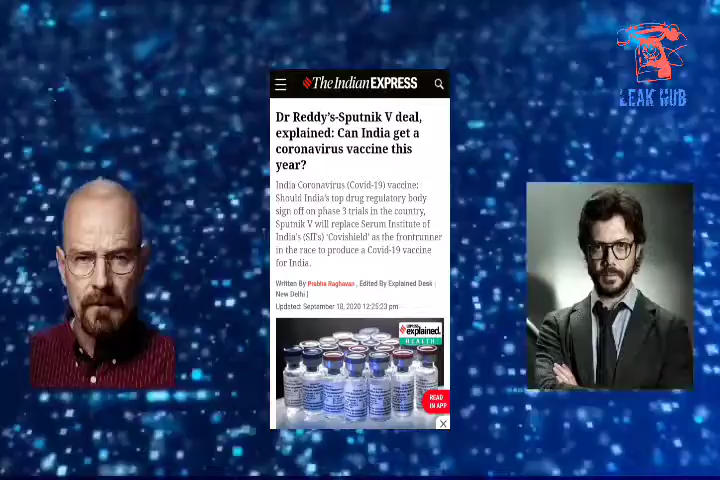 LEAK HUB
The Indian EXPRESS
Dr Reddy's-Sputnik V deal,
explained: Can India get a
coronavirus vaccine this
year?
India Coronavirus (Covid-19) vaccine:
Should India's top drug regulatory body
sign off on phase 3 trials in the country,
Sputnik V will replace Serum Institute of
India's (SII's) 'Covishield' as the frontrunner
in the race to produce a Covid-19 vaccine
for India.
Written By Prabha Raghavan , Edited By Explained Desk |
New Delhi |
Updated: September 18, 2020 12:25:23 pm
explained.
HEALTH
READ
IN APP